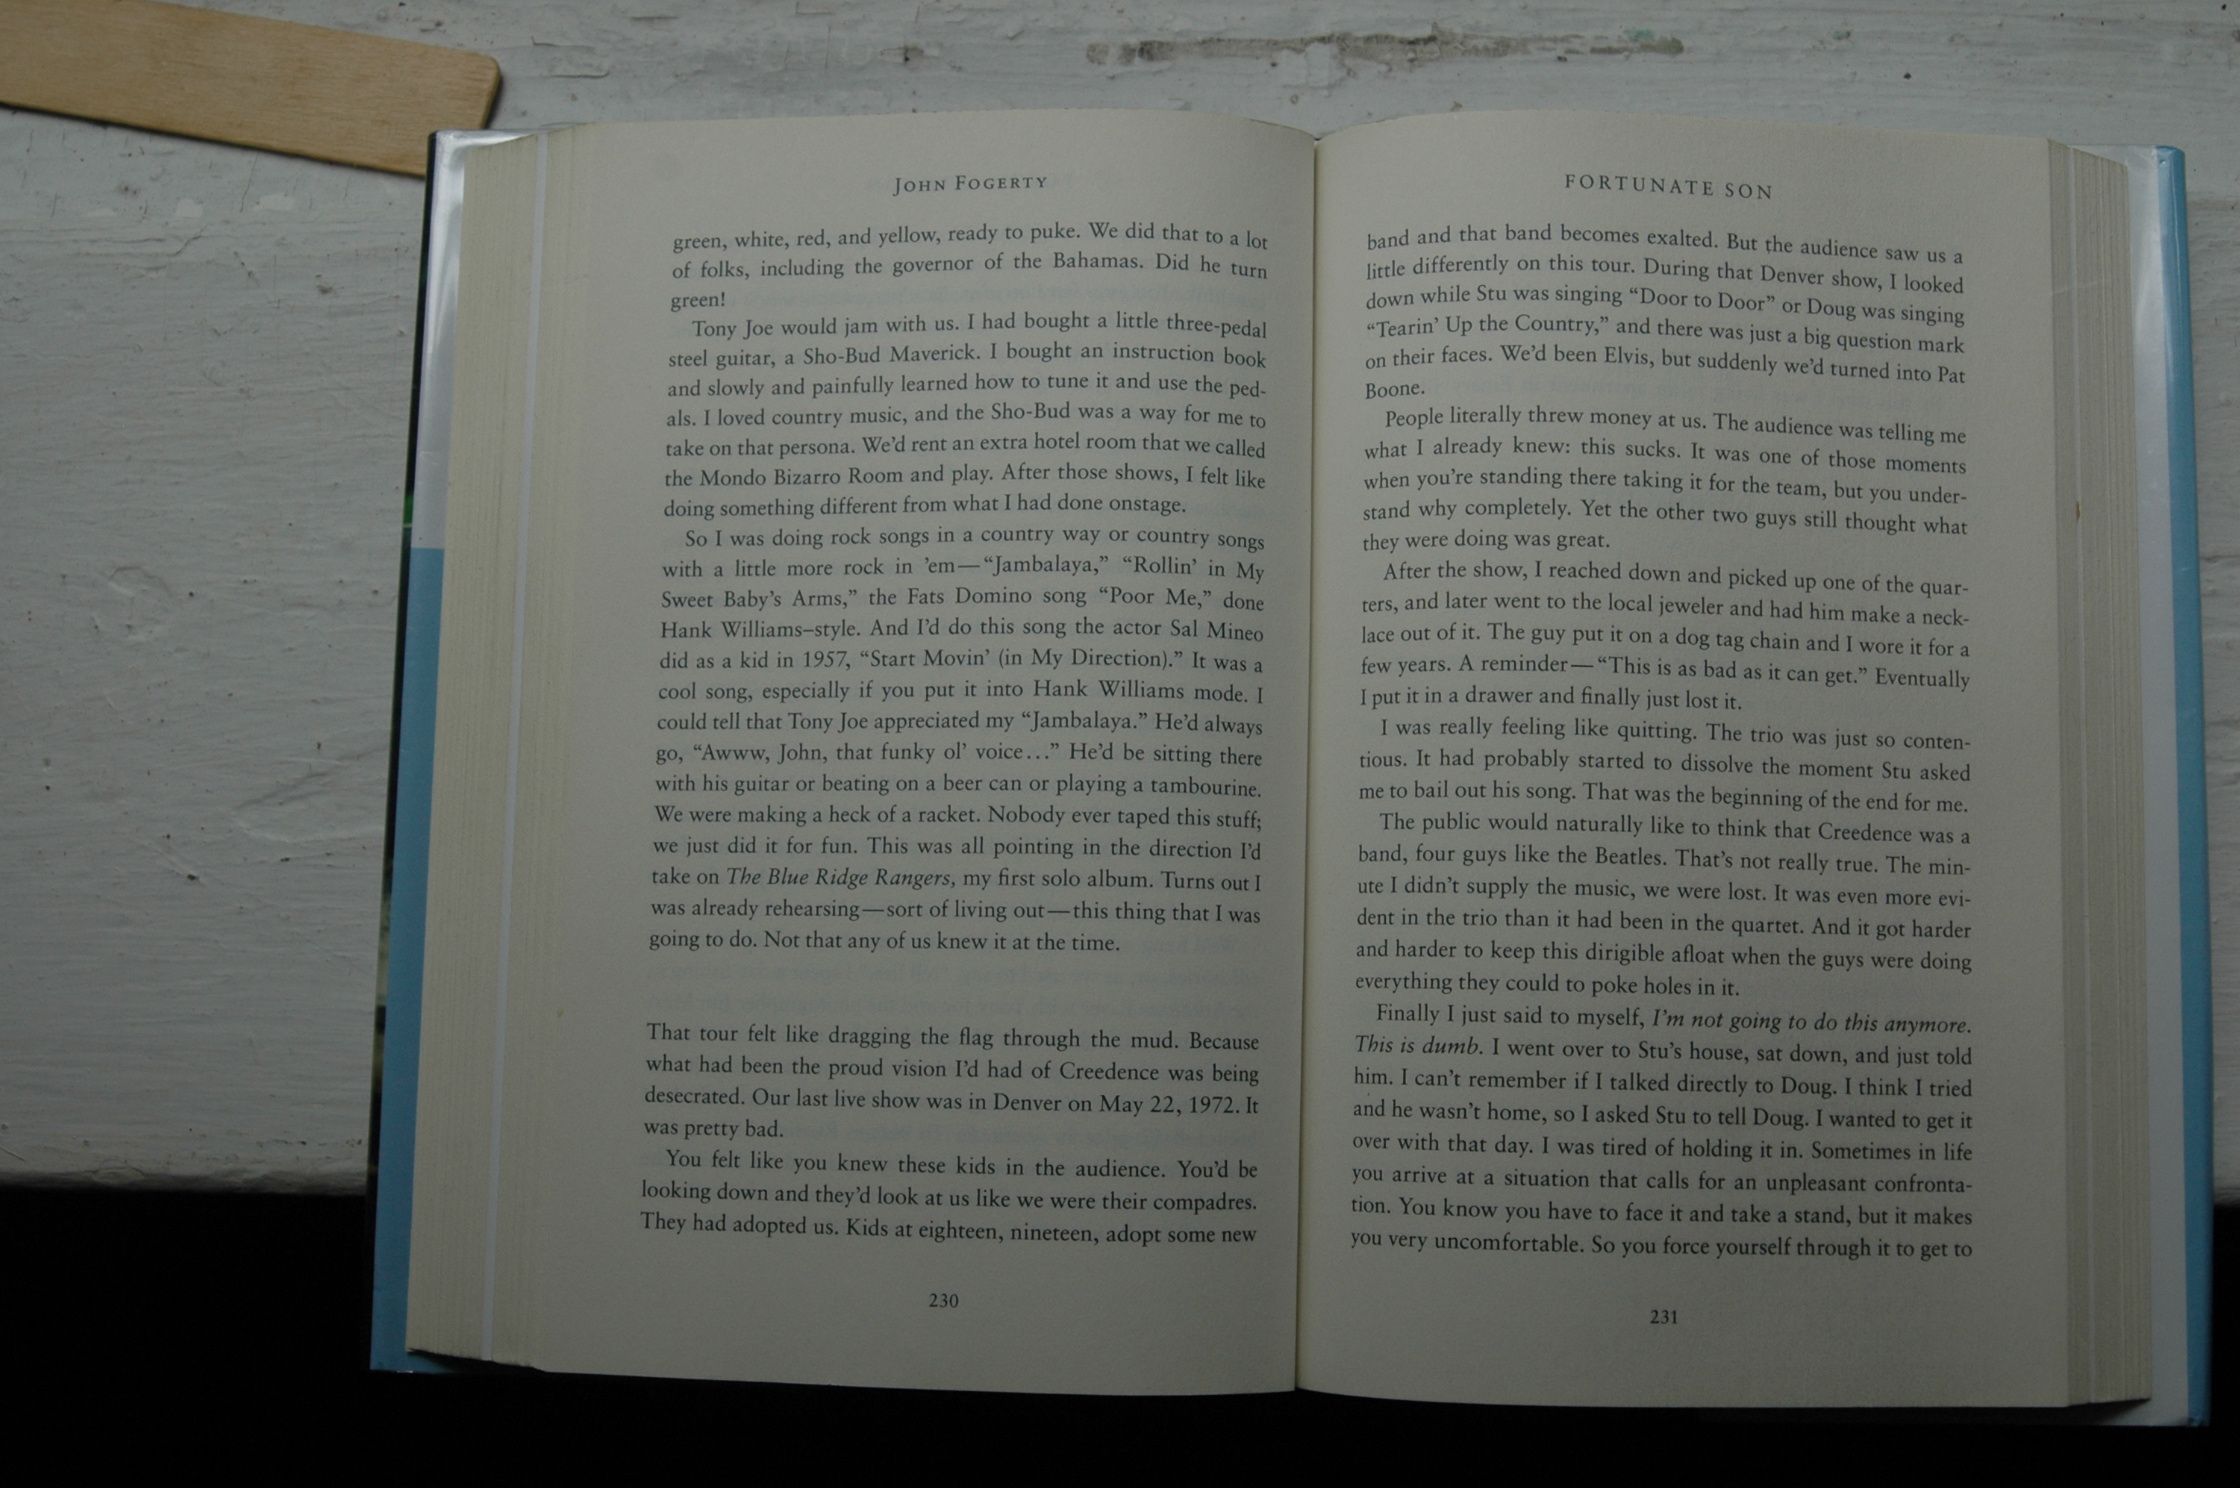 JOHN FOGERTY
green, white, red, and yellow, ready to puke. We did that to a lot
of folks, including the governor of the Bahamas. Did he turn
green!
Tony Joe would jam with us. I had bought a little three-pedal
steel guitar, a Sho-Bud Maverick. I bought an instruction book
and slowly and painfully learned how to tune it and use the ped-
als. I loved country music, and the Sho-Bud was a way for me to
take on that persona. We'd rent an extra hotel room that we called
the Mondo Bizarro Room and play. After those shows, I felt like
doing something different from what I had done onstage.
So I was doing rock songs in a country way or country songs
with a little more rock in 'em—“Jambalaya,” “Rollin' in My
Sweet Baby's Arms,” the Fats Domino song “Poor Me,” done
Hank Williams–style. And I'd do this song the actor Sal Mineo
did as a kid in 1957, “Start Movin' (in My Direction).” It was a
cool song, especially if you put it into Hank Williams mode. I
could tell that Tony Joe appreciated my “Jambalaya.” He'd always
go, “Awww, John, that funky ol' voice...” He'd be sitting there
with his guitar or beating on a beer can or playing a tambourine.
We were making a heck of a racket. Nobody ever taped this stuff;
we just did it for fun. This was all pointing in the direction I'd
take on The Blue Ridge Rangers, my first solo album. Turns out I
was already rehearsing—sort of living out—this thing that I was
going to do. Not that any of us knew it at the time.
That tour felt like dragging the flag through the mud. Because
what had been the proud vision I'd had of Creedence was being
desecrated. Our last live show was in Denver on May 22, 1972. It
was pretty bad.
You felt like you knew these kids in the audience. You'd be
looking down and they'd look at us like we were their compadres.
They had adopted us. Kids at eighteen, nineteen, adopt some new
230
FORTUNATE SON
band and that band becomes exalted. But the audience saw us a
little differently on this tour. During that Denver show, I looked
down while Stu was singing “Door to Door” or Doug was singing
“Tearin' Up the Country,” and there was just a big question mark
on their faces. We'd been Elvis, but suddenly we'd turned into Pat
Boone.
People literally threw money at us. The audience was telling me
what I already knew: this sucks. It was one of those moments
when you're standing there taking it for the team, but you under-
stand why completely. Yet the other two guys still thought what
they were doing was great.
After the show, I reached down and picked up one of the quar-
ters, and later went to the local jeweler and had him make a neck-
lace out of it. The guy put it on a dog tag chain and I wore it for a
few years. A reminder—“This is as bad as it can get.” Eventually
I put it in a drawer and finally just lost it.
I was really feeling like quitting. The trio was just so conten-
tious. It had probably started to dissolve the moment Stu asked
me to bail out his song. That was the beginning of the end for me.
The public would naturally like to think that Creedence was a
band, four guys like the Beatles. That's not really true. The min-
ute I didn't supply the music, we were lost. It was even more evi-
dent in the trio than it had been in the quartet. And it got harder
and harder to keep this dirigible afloat when the guys were doing
everything they could to poke holes in it.
Finally I just said to myself, I'm not going to do this anymore.
This is dumb. I went over to Stu's house, sat down, and just told
him. I can't remember if I talked directly to Doug. I think I tried
and he wasn't home, so I asked Stu to tell Doug. I wanted to get it
over with that day. I was tired of holding it in. Sometimes in life
you arrive at a situation that calls for an unpleasant confronta-
tion. You know you have to face it and take a stand, but it makes
you very uncomfortable. So you force yourself through it to get to
231